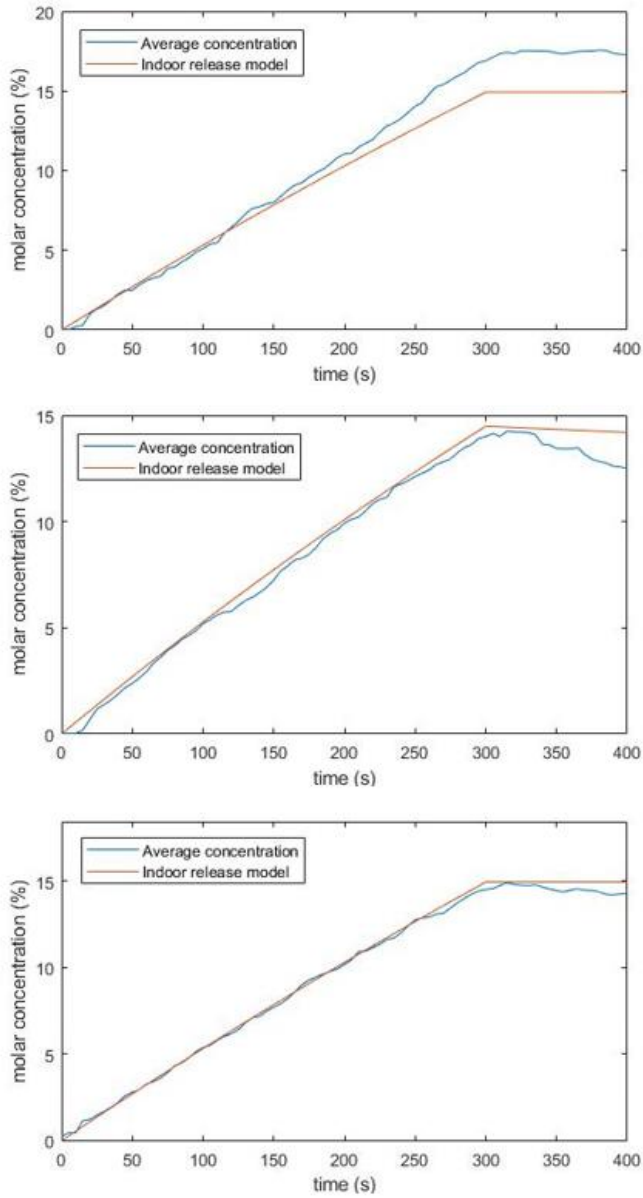 20
Average concentration
Indoor release model
15
10
5
0
molar concentration (%)
0 50 100 150 200 250 300 350 400
time (s)
15
Average concentration
Indoor release model
10
5
0
molar concentration (%)
0 50 100 150 200 250 300 350 400
time (s)
Average concentration
Indoor release model
15
10
5
0
molar concentration (%)
0 50 100 150 200 250 300 350 400
time (s)